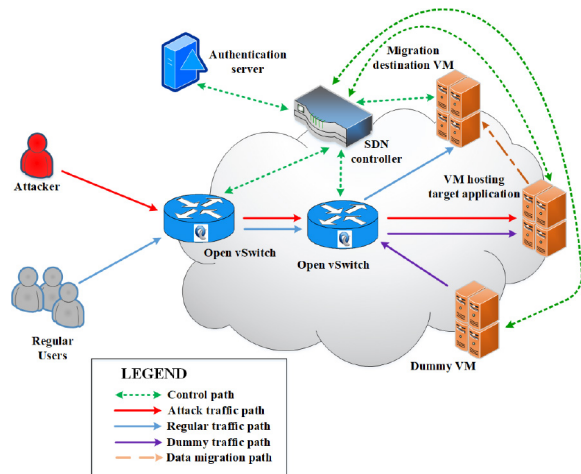 Authentication
server
Migration
destination VM
SDN
controller
Attacker
VM hosting
target application
Open vSwitch
Open vSwitch
Regular
Users
Dummy VM
LEGEND
Control path
Attack traffic path
Regular traffic path
Dummy traffic path
Data migration path